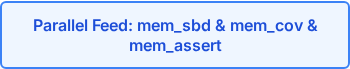 Parallel Feed: mem_sbd & mem_cov &
mem_assert